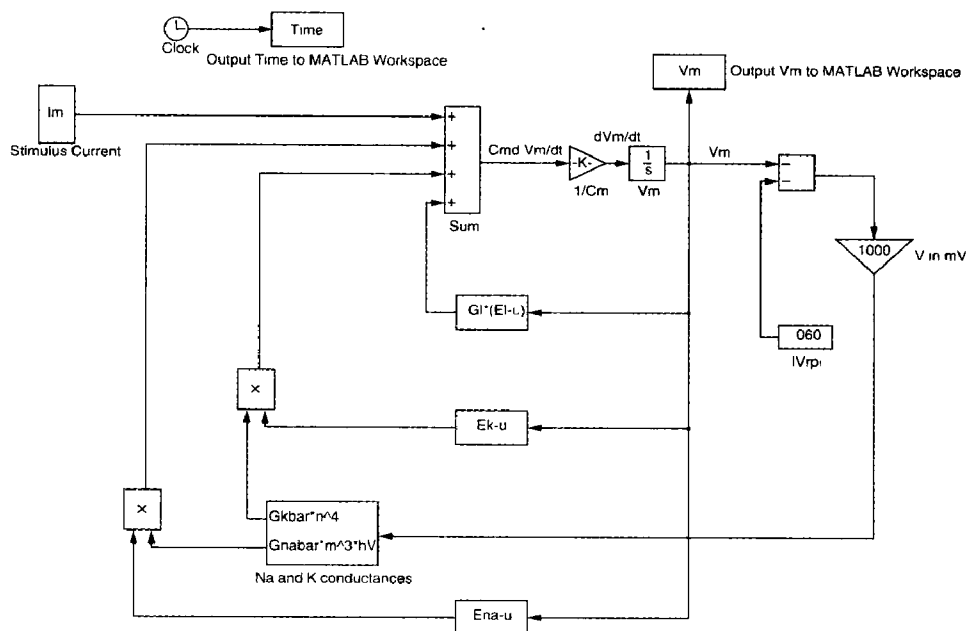 Time
Clock
Output Time to MATLAB Workspace
Vm
Output Vm to MATLAB Workspace
Im
Stimulus Current
+
+
+
+
Sum
Cmd Vm/dt
-K-
1/Cm
dVm/dt
1
s
Vm
Vm
−
−
1000
V in mV
Gl*(El-u)
060
IVrpI
×
Ek-u
×
Gkbar*n^4
Gnabar*m^3*hV
Na and K conductances
Ena-u